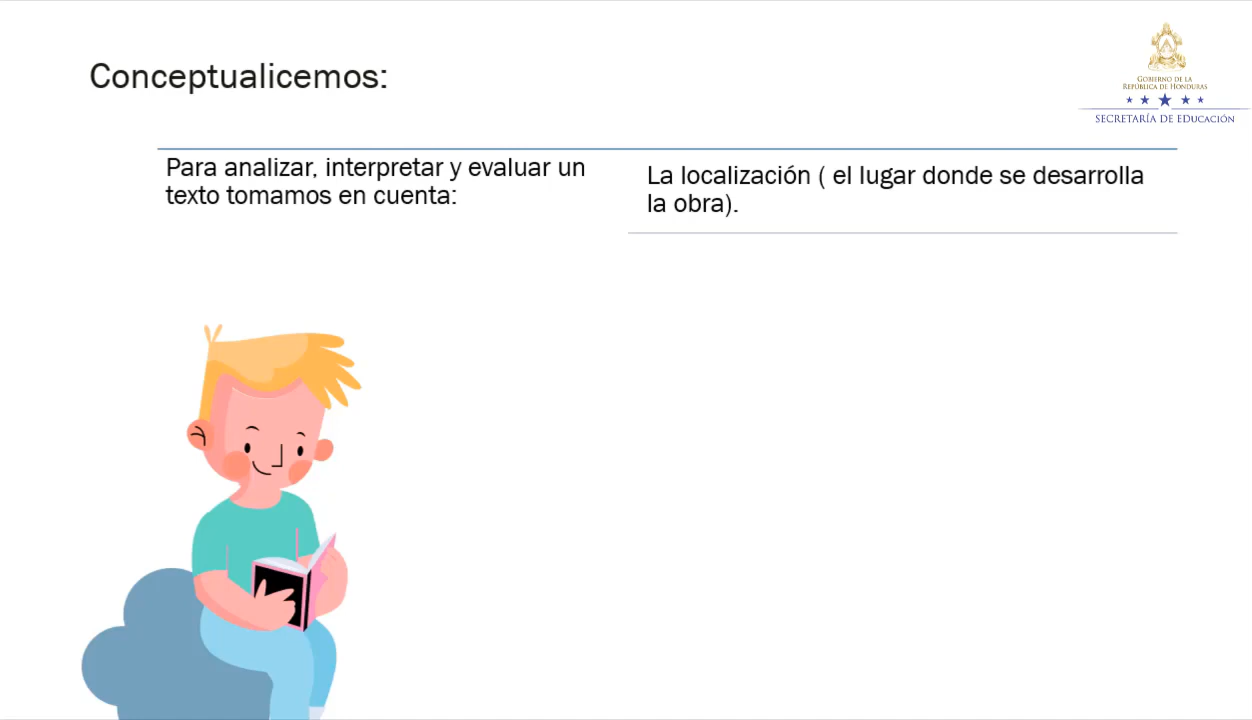 Conceptualicemos:
GOBIERNO DE LA
REPÚBLICA DE HONDURAS
SECRETARÍA DE EDUCACIÓN
Para analizar, interpretar y evaluar un
texto tomamos en cuenta:
La localización ( el lugar donde se desarrolla
la obra).